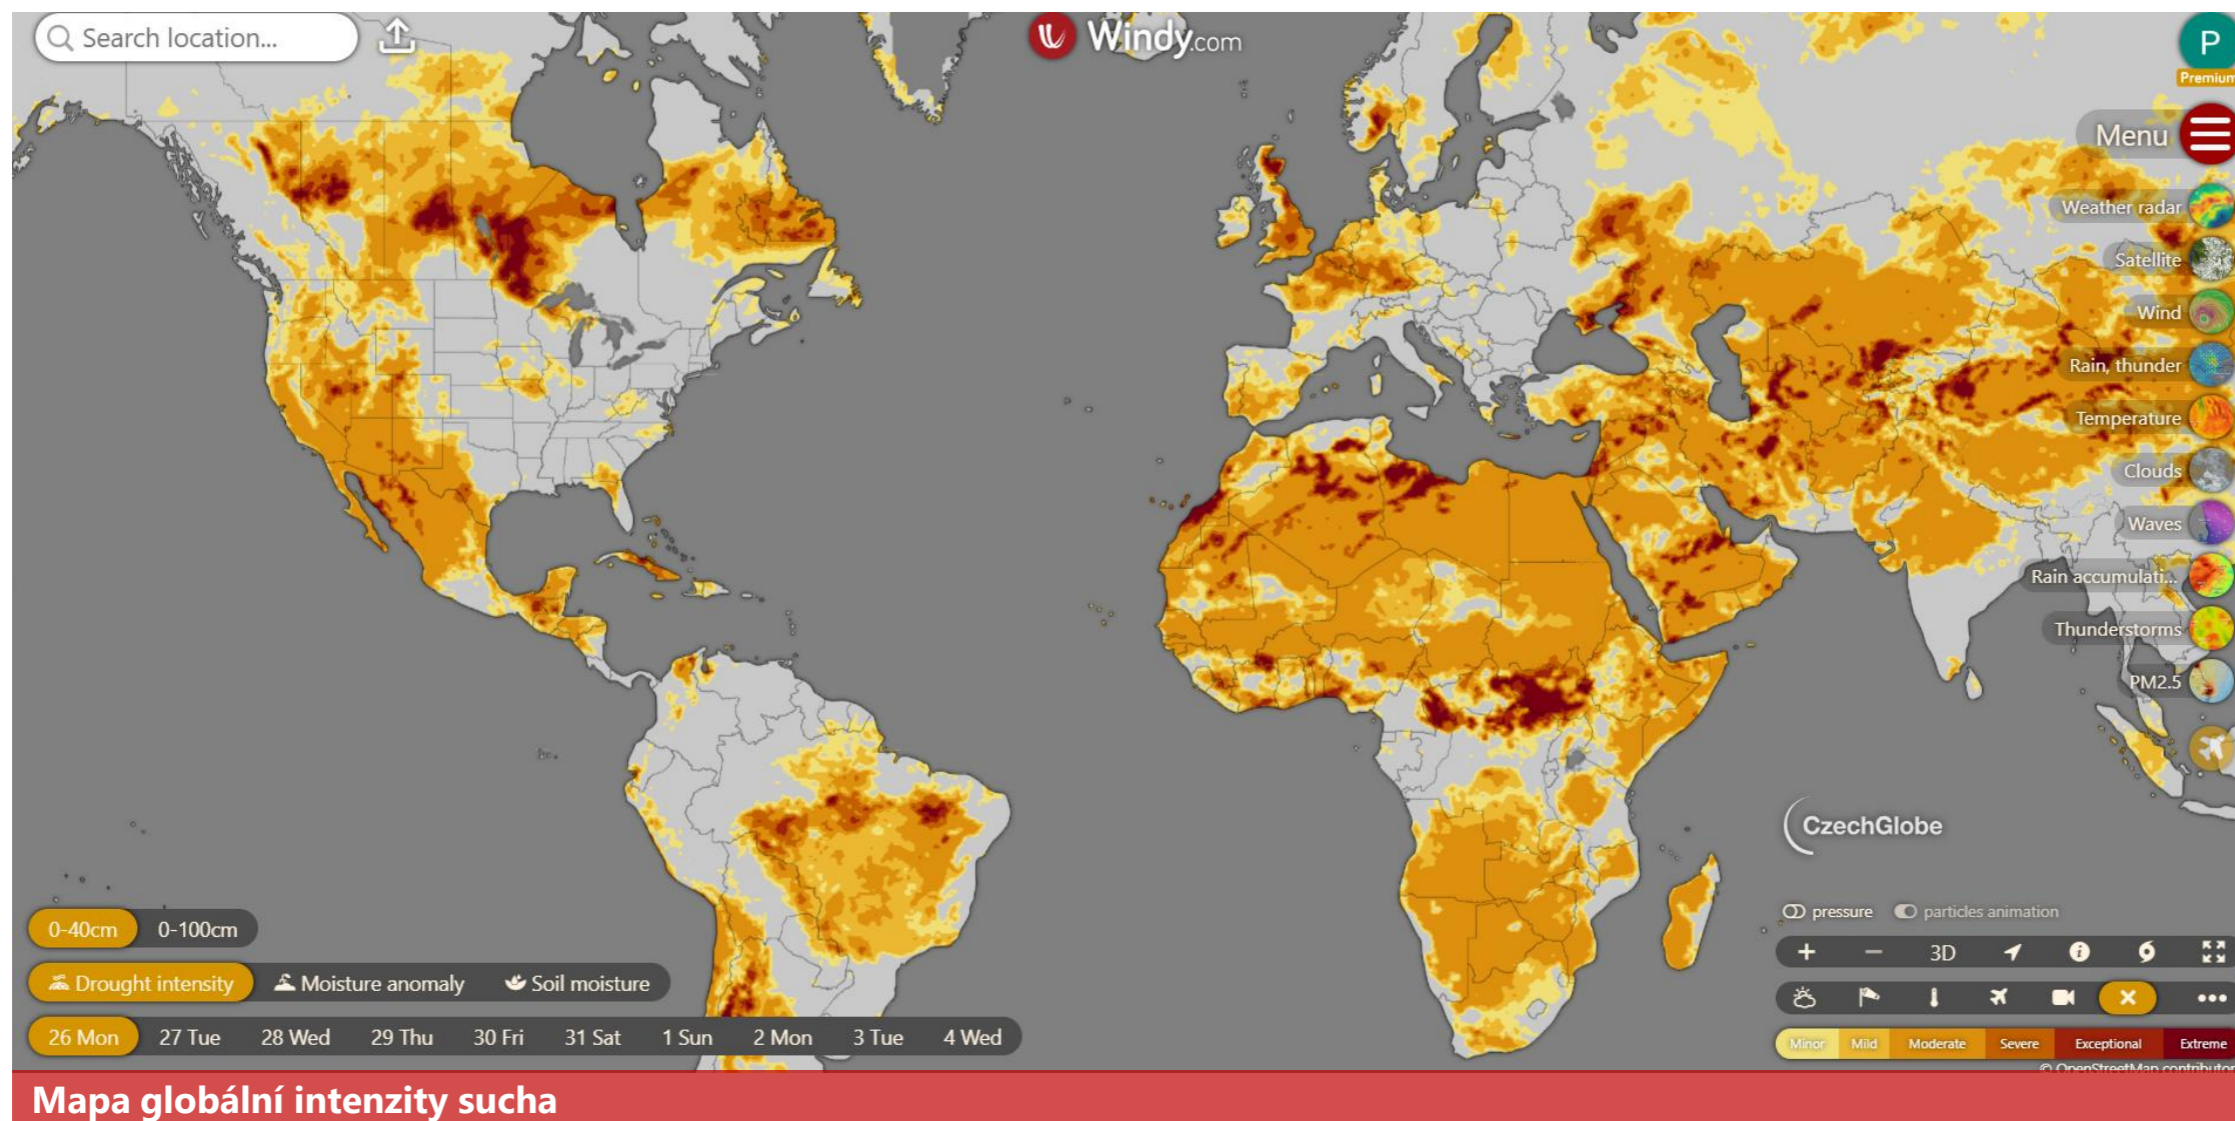 Search location...
Windy.com
P
Premium
Menu
Weather radar
Satellite
Wind
Rain, thunder
Temperature
Clouds
Waves
Rain accumulati...
Thunderstorms
PM2.5
CzechGlobe
pressure particles animation
0-40cm 0-100cm
3D
Drought intensity Moisture anomaly Soil moisture
26 Mon 27 Tue 28 Wed 29 Thu 30 Fri 31 Sat 1 Sun 2 Mon 3 Tue 4 Wed
Minor Mild Moderate Severe Exceptional Extreme
© OpenStreetMap contributor
Mapa globální intenzity sucha